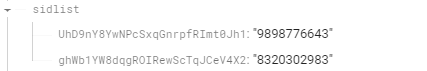 sidlist
UhD9nY8YwNPcSxqGnrpfRImt0Jh1: "9898776643"
ghWb1YW8dqgROIRewScTqJCeV4X2: "8320302983"